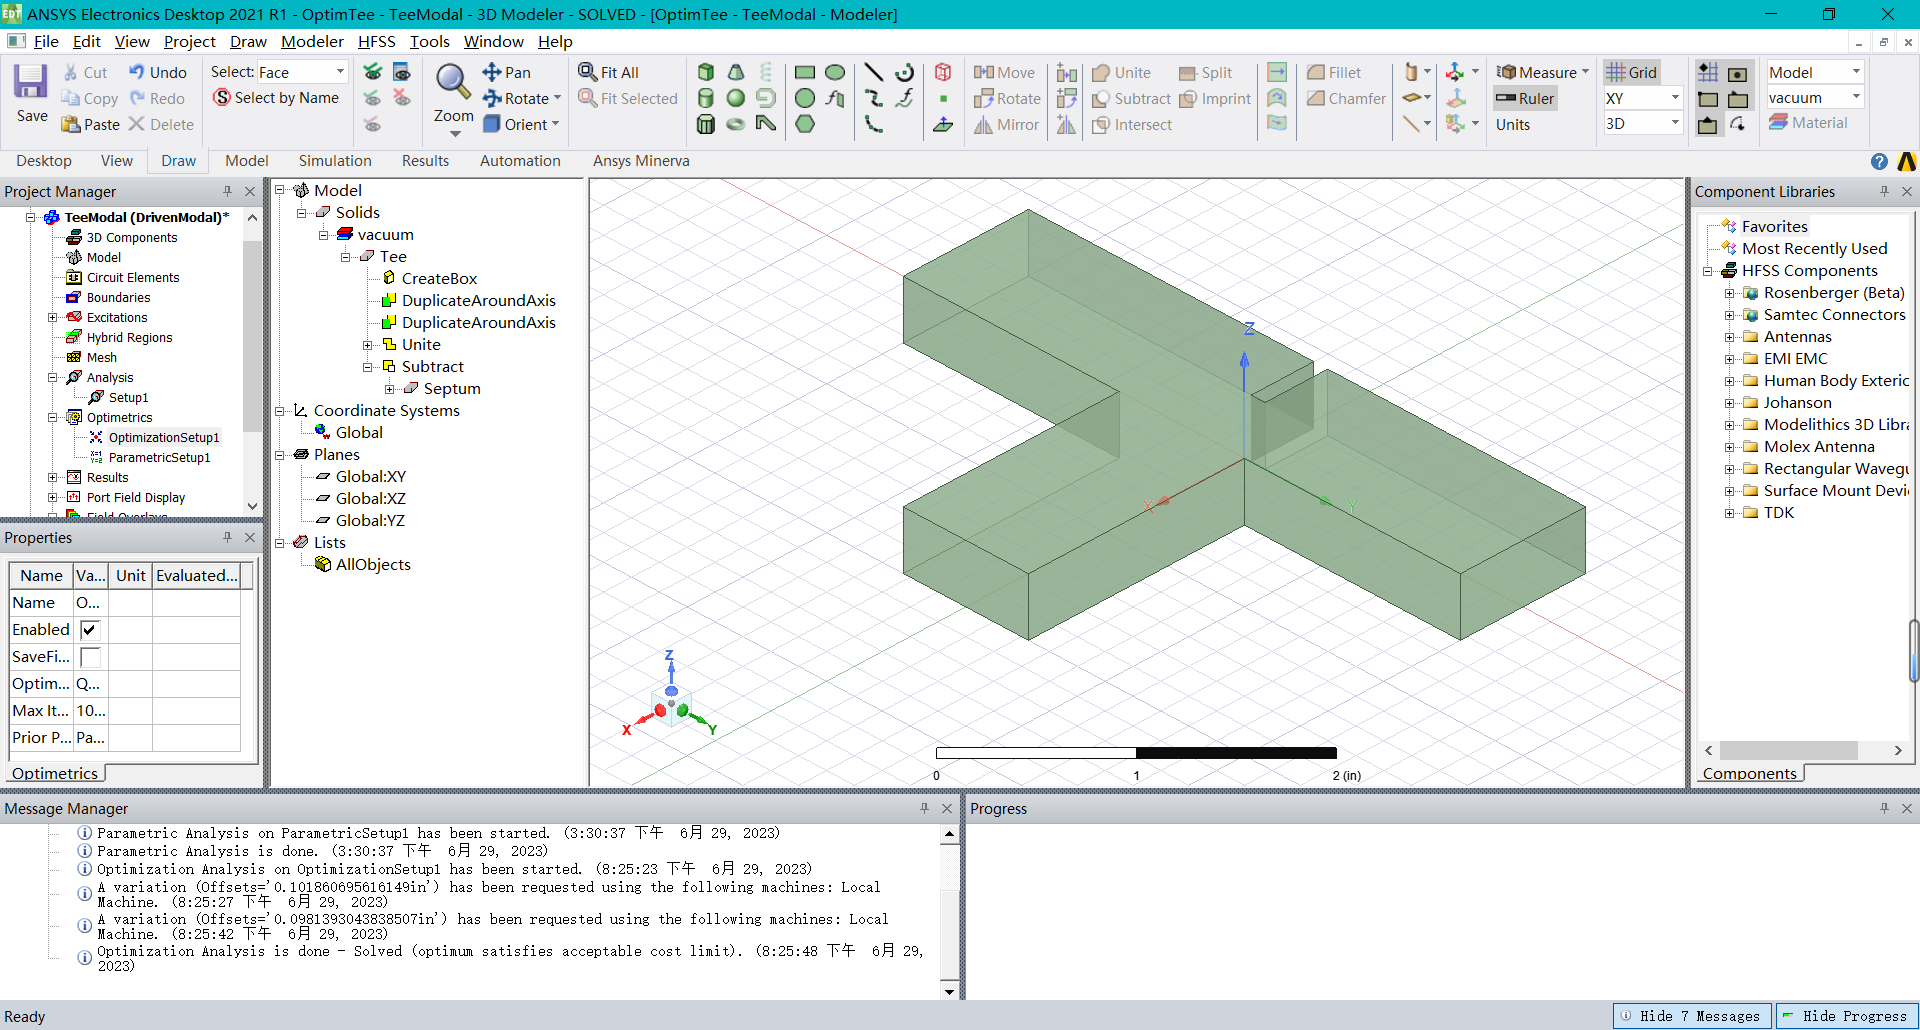 ANSYS Electronics Desktop 2021 R1 - OptimTee - TeeModal - 3D Modeler - SOLVED - [OptimTee - TeeModal - Modeler]
File Edit View Project Draw Modeler HFSS Tools Window Help
Save
Cut
Copy
Paste
Undo
Redo
Delete
Select: Face
Select by Name
Zoom
Pan
Rotate
Orient
Fit All
Fit Selected
Move
Rotate
Mirror
Unite
Subtract
Intersect
Split
Imprint
Fillet
Chamfer
Measure
Ruler
Units
Grid
XY
3D
Model
vacuum
Material
Desktop View Draw Model Simulation Results Automation Ansys Minerva
Project Manager
TeeModal (DrivenModal)*
3D Components
Model
Circuit Elements
Boundaries
Excitations
Hybrid Regions
Mesh
Analysis
Setup1
Optimetrics
OptimizationSetup1
ParametricSetup1
Results
Port Field Display
Field Overlays
Properties
Name Va... Unit Evaluated...
Name O...
Enabled
SaveFi...
Optim... Q...
Max It... 10...
Prior P... Pa...
Optimetrics
Model
Solids
vacuum
Tee
CreateBox
DuplicateAroundAxis
DuplicateAroundAxis
Unite
Subtract
Septum
Coordinate Systems
Global
Planes
Global:XY
Global:XZ
Global:YZ
Lists
AllObjects
Z
X
Y
Z
X
Y
0 1 2 (in)
Component Libraries
Favorites
Most Recently Used
HFSS Components
Rosenberger (Beta)
Samtec Connectors
Antennas
EMI EMC
Human Body Exteric
Johanson
Modelithics 3D Libra
Molex Antenna
Rectangular Wavegu
Surface Mount Devi
TDK
Components
Message Manager
Parametric Analysis on ParametricSetup1 has been started. (3:30:37 下午 6月 29, 2023)
Parametric Analysis is done. (3:30:37 下午 6月 29, 2023)
Optimization Analysis on OptimizationSetup1 has been started. (8:25:23 下午 6月 29, 2023)
A variation (Offsets='0.101860695616149in') has been requested using the following machines: Local
Machine. (8:25:27 下午 6月 29, 2023)
A variation (Offsets='0.0981393043838507in') has been requested using the following machines: Local
Machine. (8:25:42 下午 6月 29, 2023)
Optimization Analysis is done - Solved (optimum satisfies acceptable cost limit). (8:25:48 下午 6月 29,
2023)
Progress
Ready
Hide 7 Messages
Hide Progress